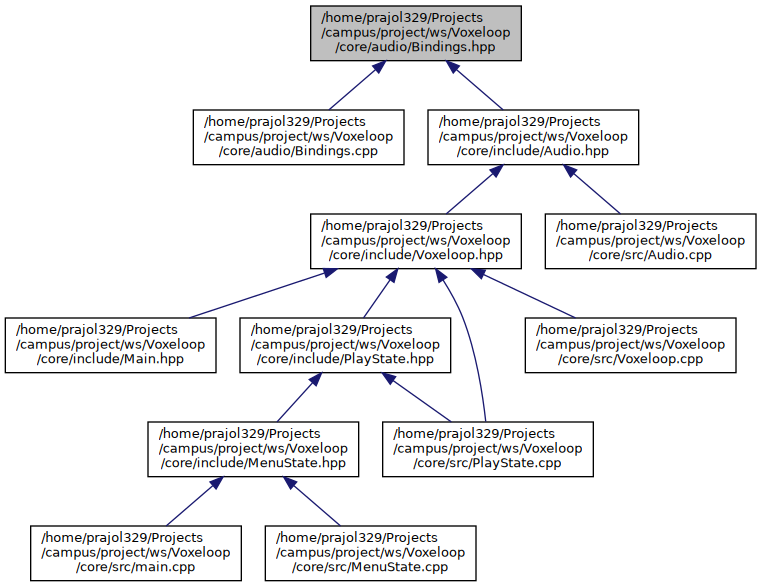 /home/prajol329/Projects
/campus/project/ws/Voxeloop
/core/audio/Bindings.hpp
/home/prajol329/Projects
/campus/project/ws/Voxeloop
/core/audio/Bindings.cpp
/home/prajol329/Projects
/campus/project/ws/Voxeloop
/core/include/Audio.hpp
/home/prajol329/Projects
/campus/project/ws/Voxeloop
/core/include/Voxeloop.hpp
/home/prajol329/Projects
/campus/project/ws/Voxeloop
/core/src/Audio.cpp
/home/prajol329/Projects
/campus/project/ws/Voxeloop
/core/include/Main.hpp
/home/prajol329/Projects
/campus/project/ws/Voxeloop
/core/include/PlayState.hpp
/home/prajol329/Projects
/campus/project/ws/Voxeloop
/core/src/Voxeloop.cpp
/home/prajol329/Projects
/campus/project/ws/Voxeloop
/core/include/MenuState.hpp
/home/prajol329/Projects
/campus/project/ws/Voxeloop
/core/src/PlayState.cpp
/home/prajol329/Projects
/campus/project/ws/Voxeloop
/core/src/main.cpp
/home/prajol329/Projects
/campus/project/ws/Voxeloop
/core/src/MenuState.cpp